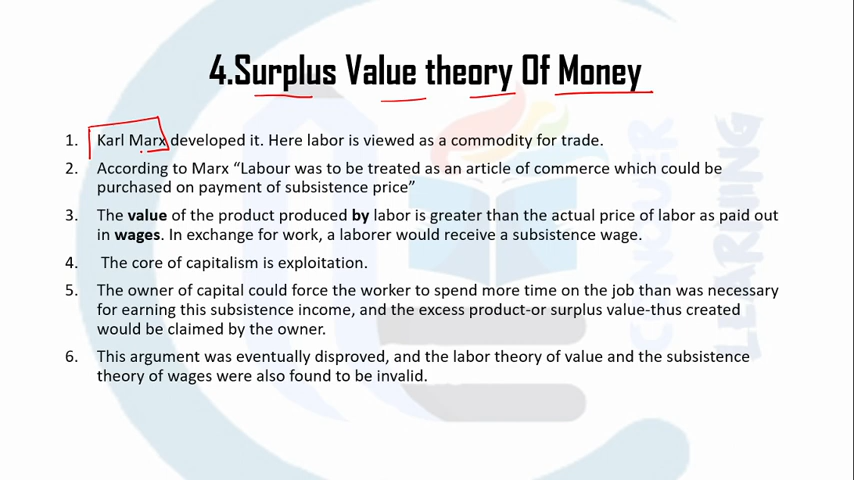 4.Surplus Value theory Of Money
1. Karl Marx developed it. Here labor is viewed as a commodity for trade.
2. According to Marx “Labour was to be treated as an article of commerce which could be
purchased on payment of subsistence price”
3. The value of the product produced by labor is greater than the actual price of labor as paid out
in wages. In exchange for work, a laborer would receive a subsistence wage.
4. The core of capitalism is exploitation.
5. The owner of capital could force the worker to spend more time on the job than was necessary
for earning this subsistence income, and the excess product-or surplus value-thus created
would be claimed by the owner.
6. This argument was eventually disproved, and the labor theory of value and the subsistence
theory of wages were also found to be invalid.
CONQUER
LEARNING